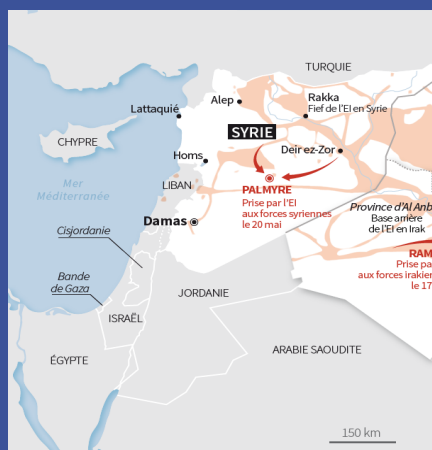 TURQUIE
Alep
Rakka
Fief de l'EI en Syrie
Lattaquié
SYRIE
CHYPRE
Homs
Deir ez-Zor
Mer
Méditerranée
LIBAN
PALMYRE
Prise par l'EI
aux forces syriennes
le 20 mai
Province d'Al Anb
Base arrière
de l'EI en Irak
Damas
Cisjordanie
RAM
Prise pa
aux forces irakien
le 17
Bande
de Gaza
JORDANIE
ISRAËL
ÉGYPTE
ARABIE SAOUDITE
150 km